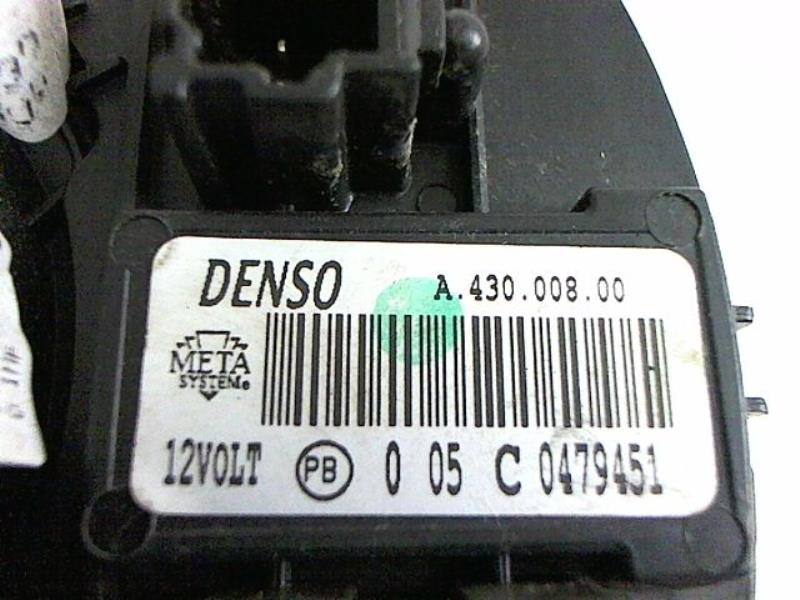 DENSO A.430.008.00
META
SYSTEM
12VOLT PB 0 05 C 0479451